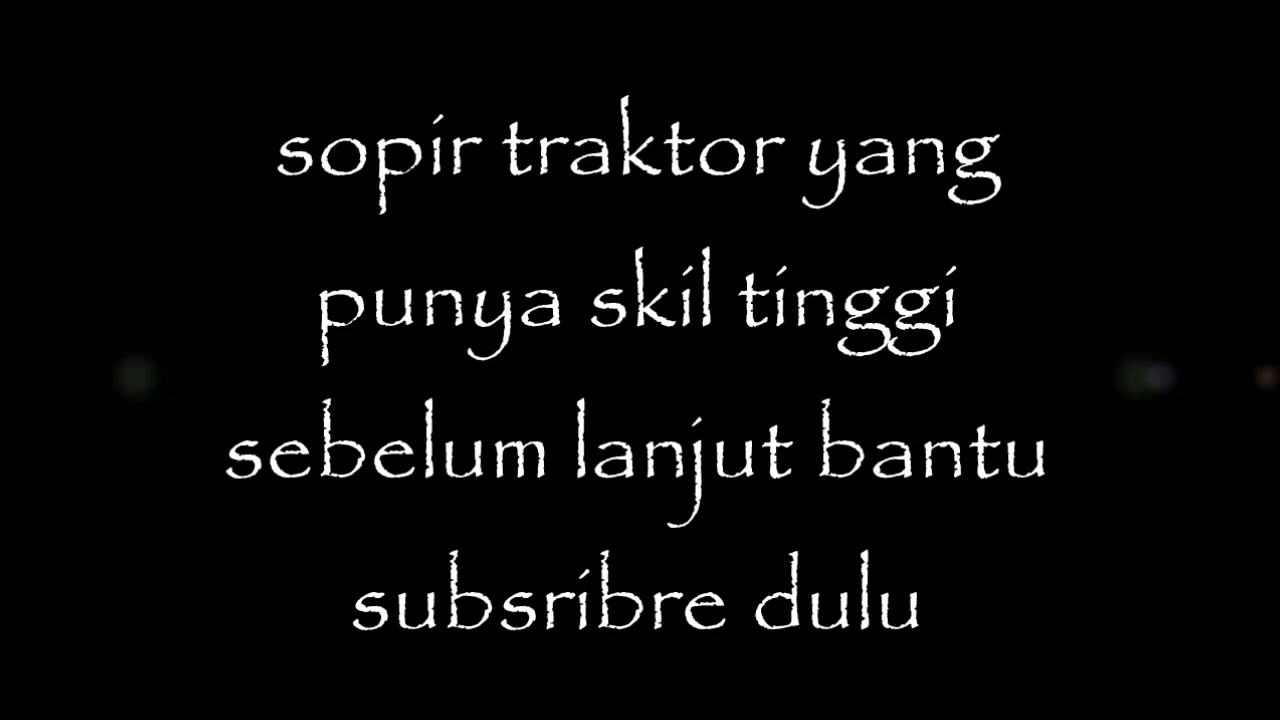 sopir traktor yang
punya skil tinggi
sebelum lanjut bantu
subsribre dulu